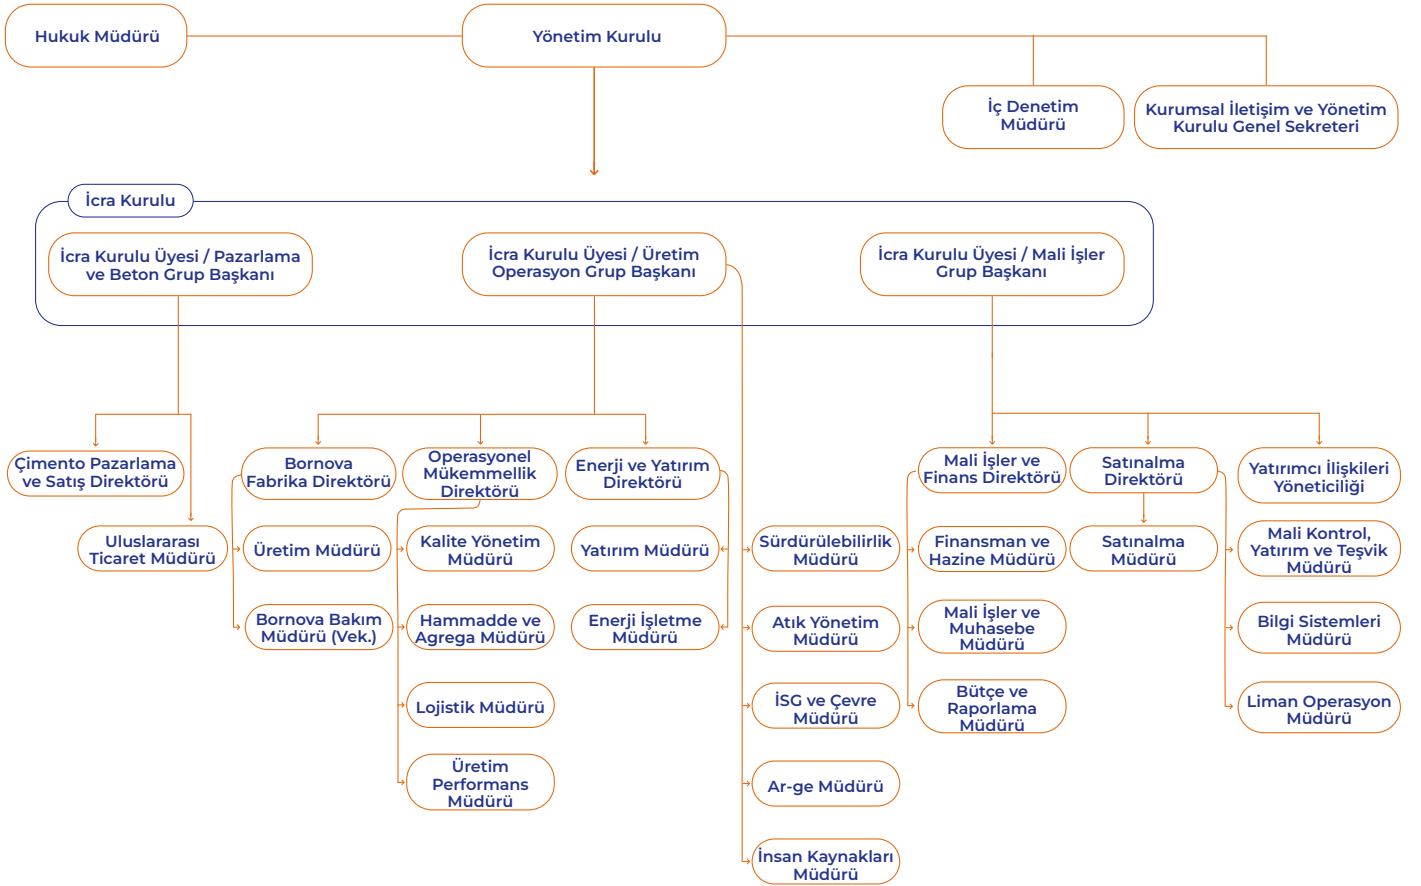 Hukuk Müdürü
Yönetim Kurulu
İç Denetim
Müdürü
Kurumsal İletişim ve Yönetim
Kurulu Genel Sekreteri
İcra Kurulu
İcra Kurulu Üyesi / Pazarlama
ve Beton Grup Başkanı
İcra Kurulu Üyesi / Üretim
Operasyon Grup Başkanı
İcra Kurulu Üyesi / Mali İşler
Grup Başkanı
Çimento Pazarlama
ve Satış Direktörü
Uluslararası
Ticaret Müdürü
Bornova
Fabrika Direktörü
Üretim Müdürü
Bornova Bakım
Müdürü (Vek.)
Operasyonel
Mükemmellik
Direktörü
Kalite Yönetim
Müdürü
Hammadde ve
Agrega Müdürü
Lojistik Müdürü
Üretim
Performans
Müdürü
Enerji ve Yatırım
Direktörü
Yatırım Müdürü
Enerji İşletme
Müdürü
Sürdürülebilirlik
Müdürü
Atık Yönetim
Müdürü
İSG ve Çevre
Müdürü
Ar-ge Müdürü
İnsan Kaynakları
Müdürü
Mali İşler ve
Finans Direktörü
Finansman ve
Hazine Müdürü
Mali İşler ve
Muhasebe
Müdürü
Bütçe ve
Raporlama
Müdürü
Satınalma
Direktörü
Satınalma
Müdürü
Yatırımcı İlişkileri
Yöneticiliği
Mali Kontrol,
Yatırım ve Teşvik
Müdürü
Bilgi Sistemleri
Müdürü
Liman Operasyon
Müdürü